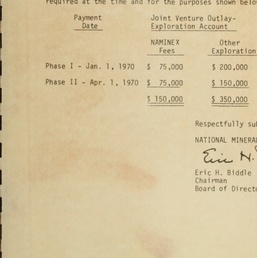 required at the time and for the purposes shown below
Payment Date
Joint Venture Outlay-
Exploration Account
NAMINEX Fees
Other Exploration
Phase I - Jan. 1, 1970 $ 75,000 $ 200,000
Phase II - Apr. 1, 1970 $ 75,000 $ 150,000
$ 150,000 $ 350,000
Respectfully su
NATIONAL MINERA
Eric H.
Eric H. Biddle
Chairman
Board of Directo